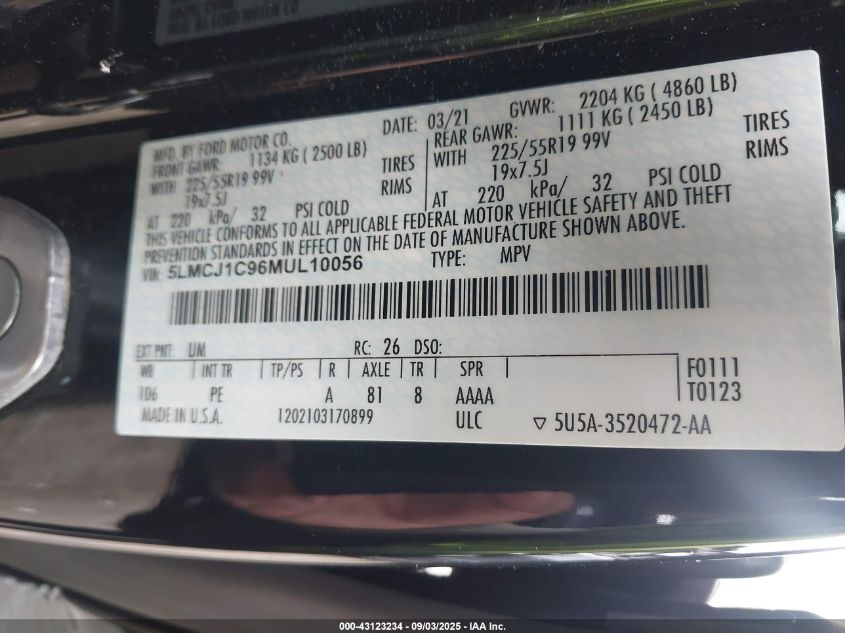 MFD. BY FORD MOTOR CO.
DATE: 03/21 GVWR: 2204 KG ( 4860 LB)
FRONT GAWR: 1134 KG ( 2500 LB)
REAR GAWR: 1111 KG ( 2450 LB)
WITH 225/55R19 99V TIRES
WITH 225/55R19 99V TIRES
19x7.5J RIMS
19x7.5J RIMS
AT 220 kPa/ 32 PSI COLD
AT 220 kPa/ 32 PSI COLD
THIS VEHICLE CONFORMS TO ALL APPLICABLE FEDERAL MOTOR VEHICLE SAFETY AND THEFT
PREVENTION STANDARDS IN EFFECT ON THE DATE OF MANUFACTURE SHOWN ABOVE.
VIN: 5LMCJ1C96MUL10056 TYPE: MPV
EXT PNT: UM RC: 26 DSO:
WB INT TR TP/PS R AXLE TR SPR F0111
106 PE A 81 8 AAAA T0123
MADE IN U.S.A. 1202103170899 ULC 5U5A-3520472-AA
000-43123234 - 09/03/2025 - IAA Inc.